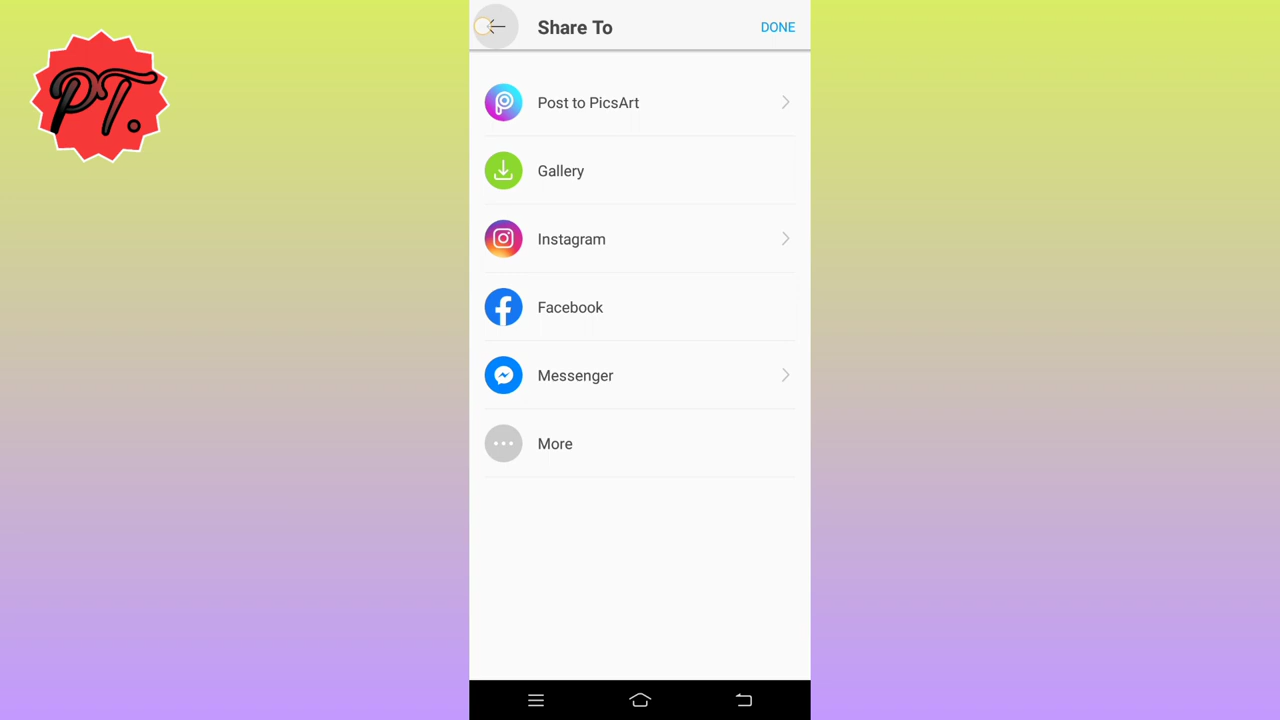 PT.
Share To
DONE
Post to PicsArt
Gallery
Instagram
Facebook
Messenger
More